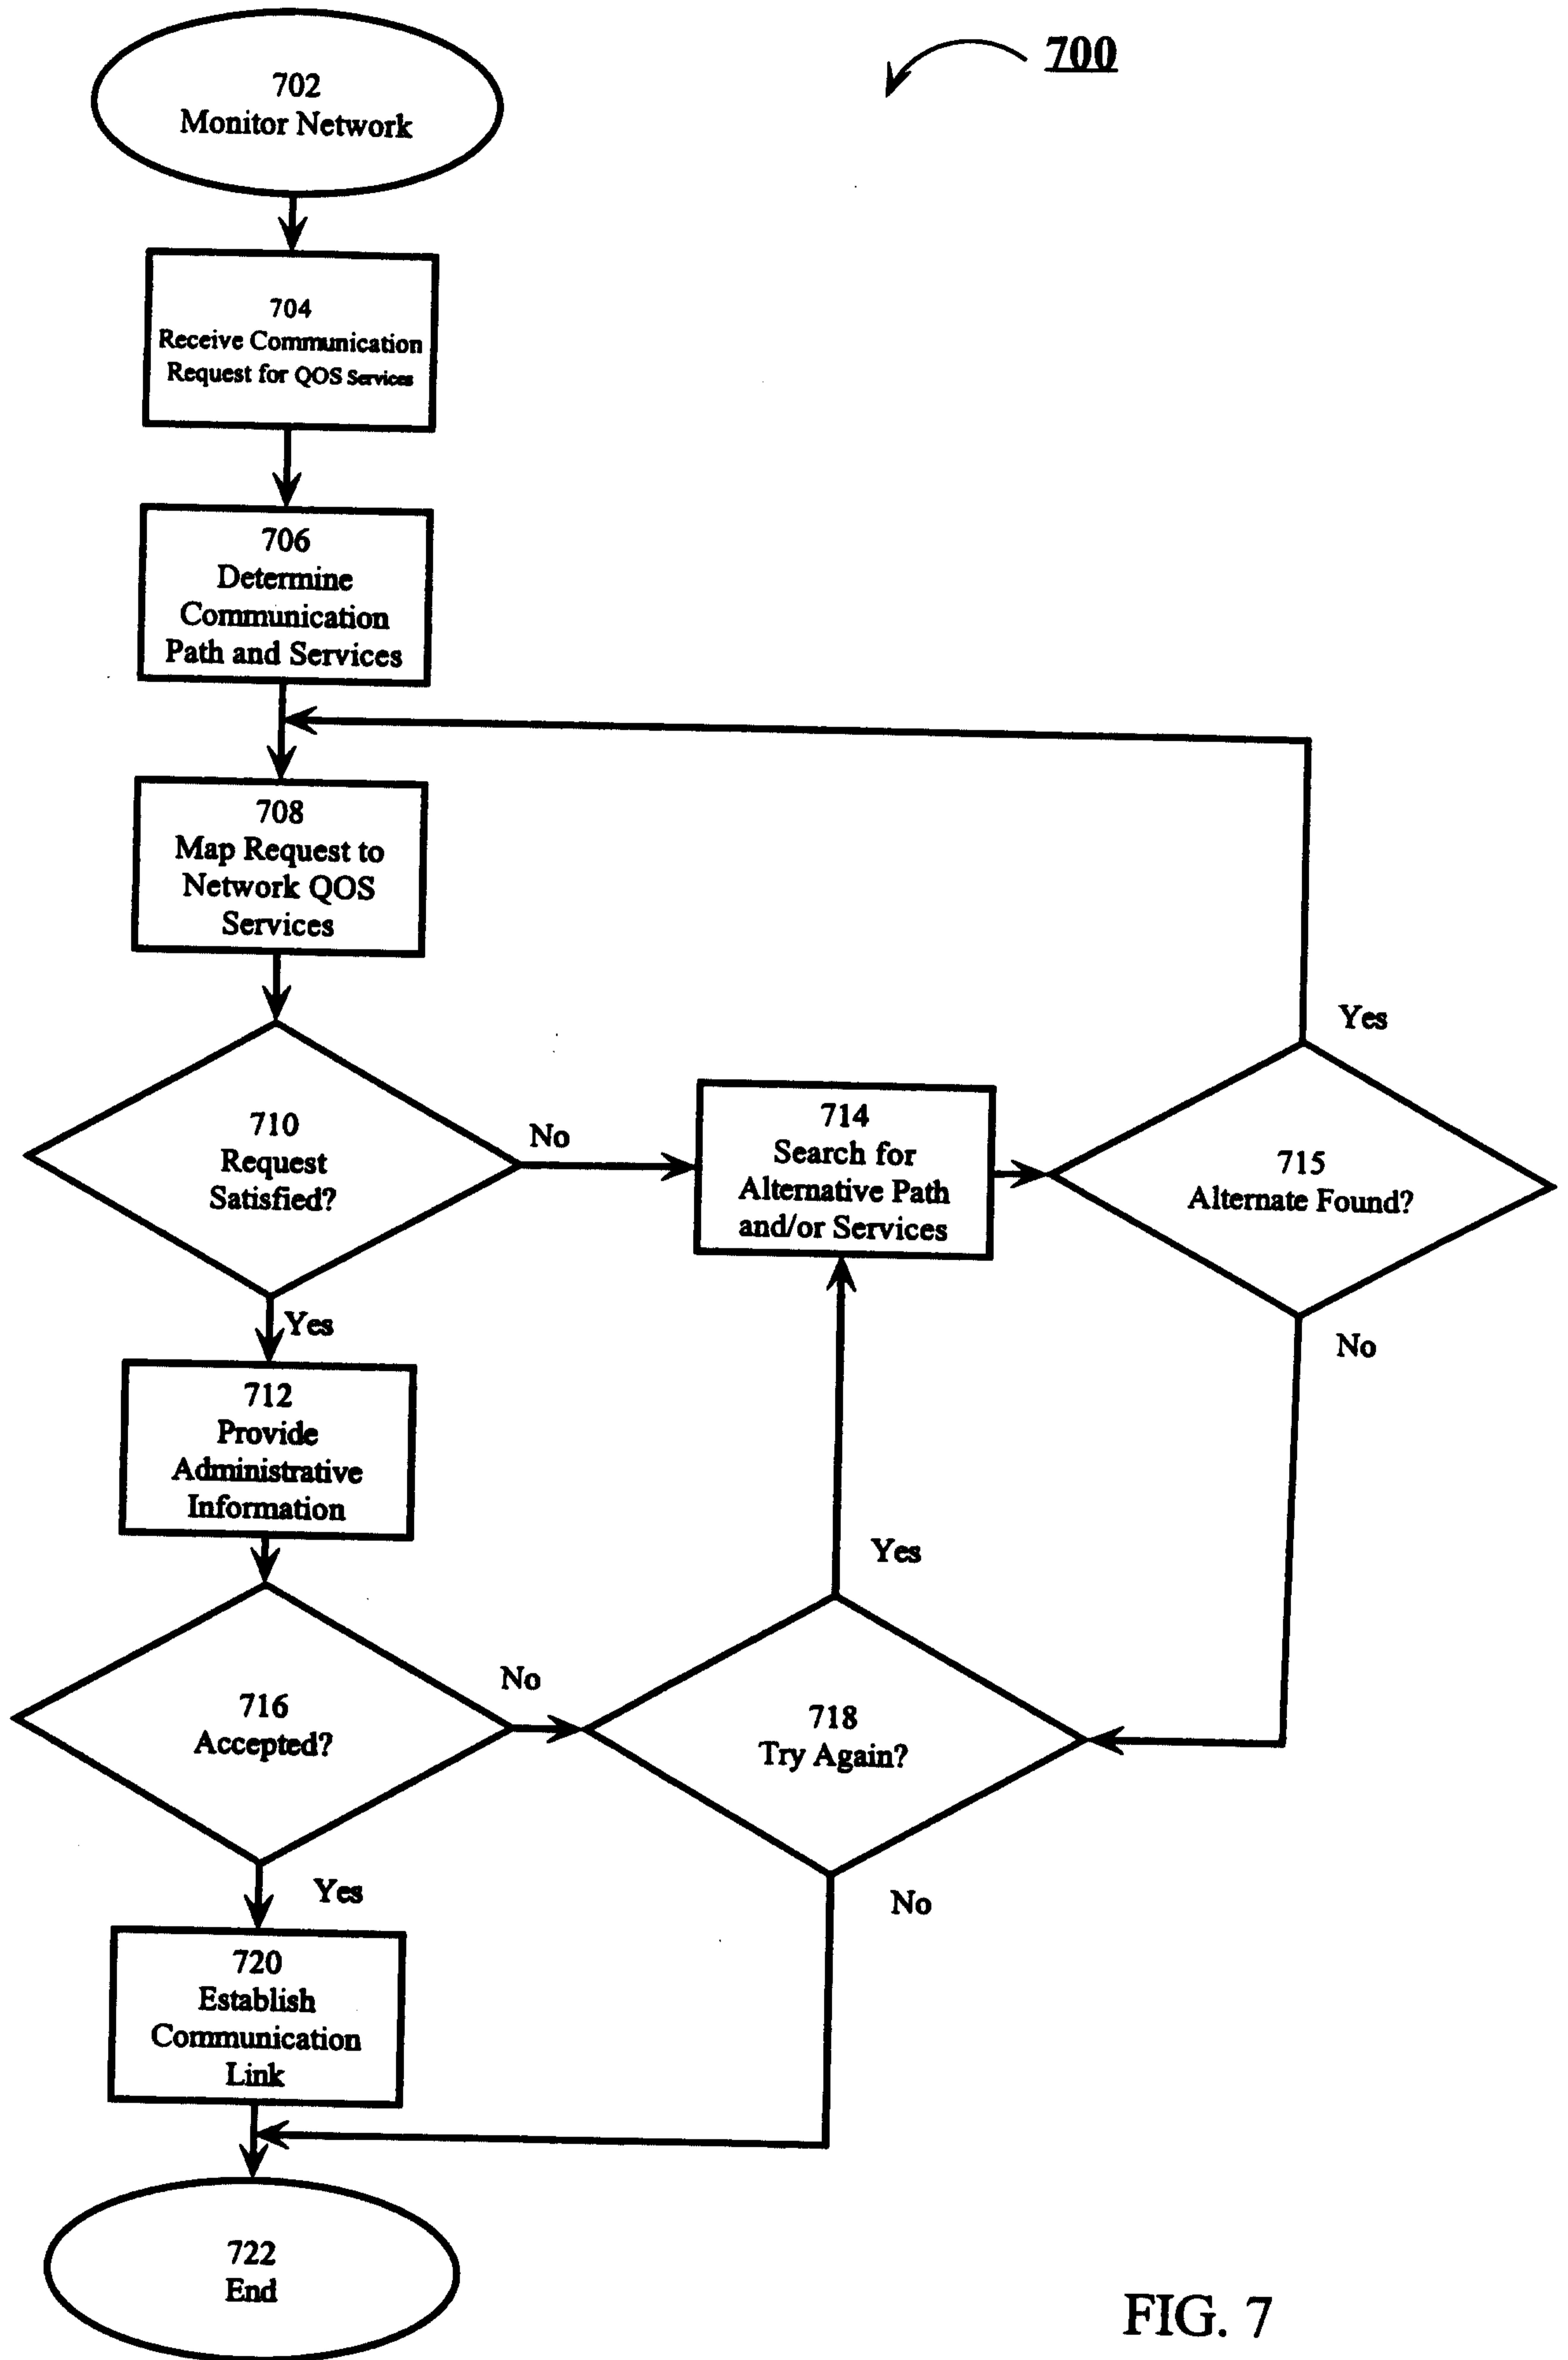 700
702
Monitor Network
704
Receive Communication
Request for QOS Services
706
Determine
Communication
Path and Services
708
Map Request to
Network QOS
Services
Yes
710
Request
Satisfied?
No
714
Search for
Alternative Path
and/or Services
715
Alternate Found?
Yes
No
712
Provide
Administrative
Information
Yes
716
Accepted?
No
718
Try Again?
Yes
No
720
Establish
Communication
Link
722
End
FIG. 7